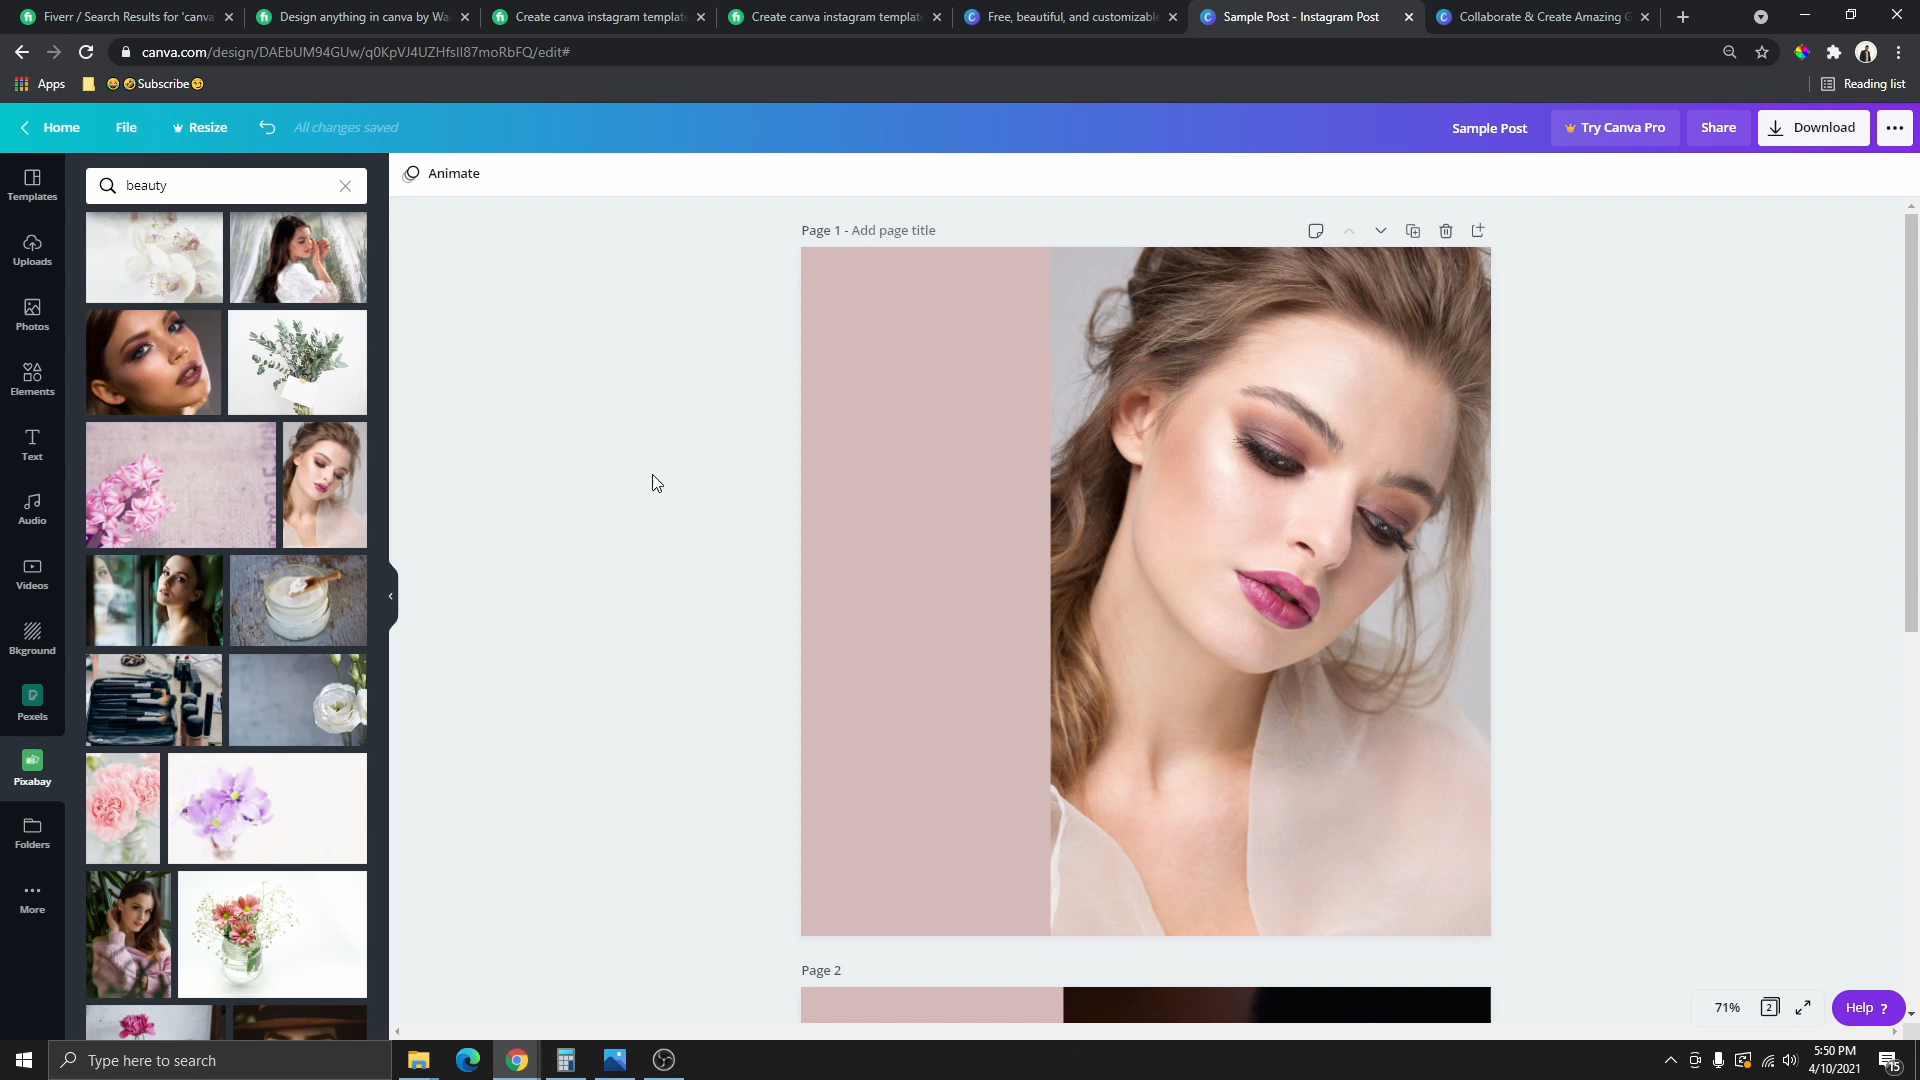 Fiverr / Search Results for 'canva
Design anything in canva by Wa
Create canva instagram templat
Create canva instagram templat
Free, beautiful, and customizabl
Sample Post - Instagram Post
Collaborate & Create Amazing G
canva.com/design/DAEbUM94GUw/q0KpVJ4UZHfsII87moRbFQ/edit#
Apps
Subscribe
Reading list
Home
File
Resize
All changes saved
Sample Post
Try Canva Pro
Share
Download
Templates
Uploads
Photos
Elements
Text
Audio
Videos
Bkground
Pexels
Pixabay
Folders
More
beauty
Animate
Page 1 - Add page title
Page 2
71%
2
Help ?
Type here to search
5:50 PM
4/10/2021
15